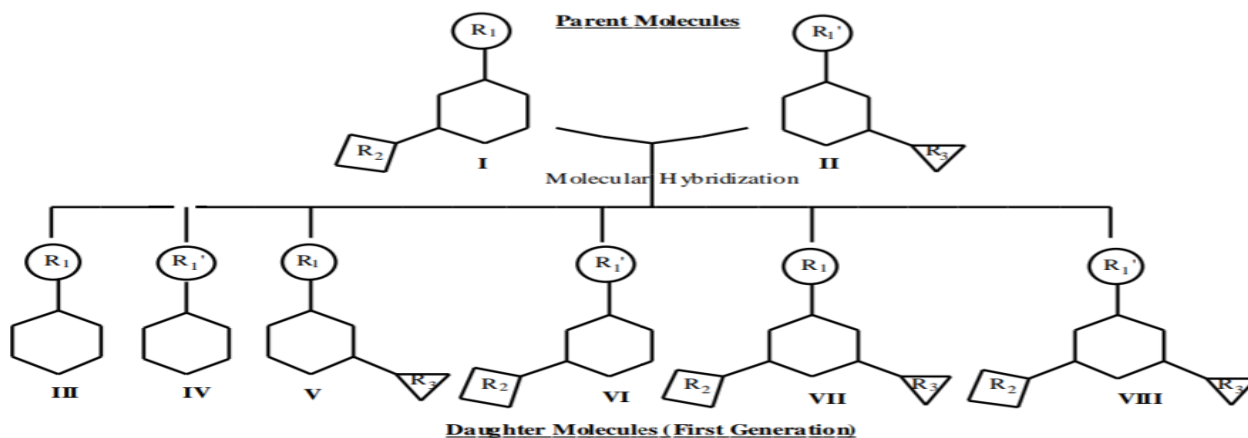 Parent Molecules
R1 R1'
R2 R3
I II
Molecular Hybridization
R1 R1' R1 R1' R1 R1'
R3 R2 R2 R3 R2 R3
III IV V VI VII VIII
Daughter Molecules (First Generation)